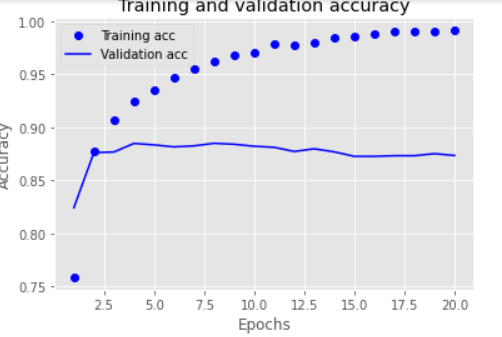 Training and validation accuracy
1.00
Training acc
Validation acc
0.95
0.90
Accuracy
0.85
0.80
0.75
2.5 5.0 7.5 10.0 12.5 15.0 17.5 20.0
Epochs